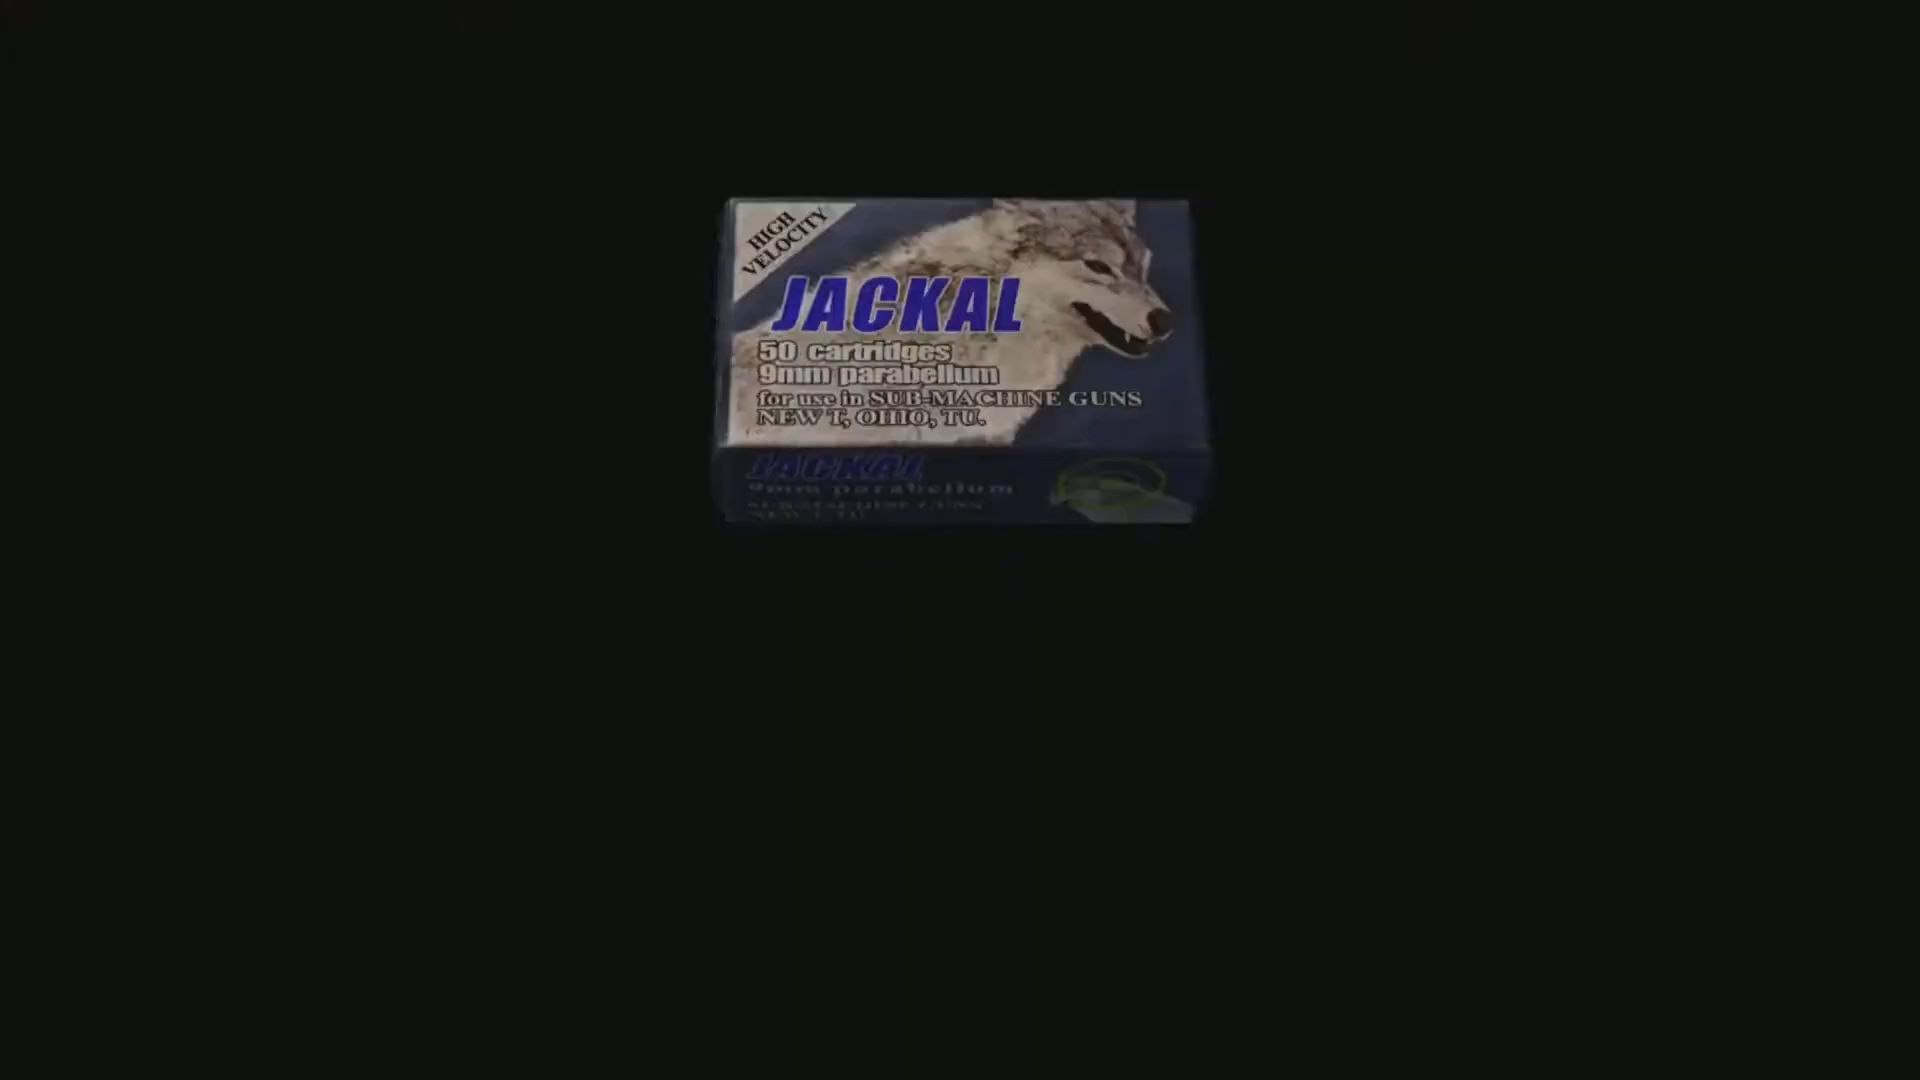 HIGH
VELOCITY
JACKAL
50 cartridges
9mm parabellum
for use in SUB-MACHINE GUNS
NEW T, OHIO, TU.
JACKAL
9mm parabellum